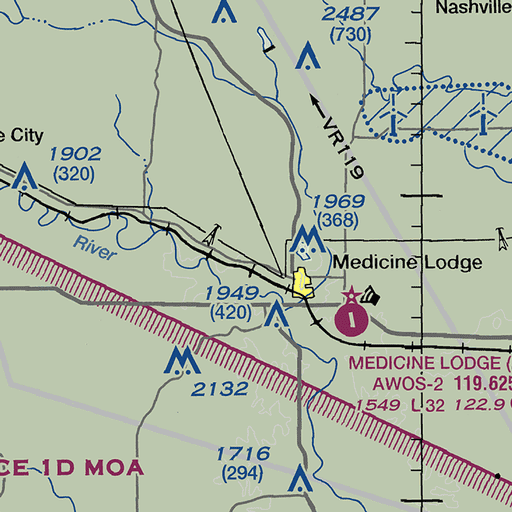 Nashville
2487
(730)
VR119
e City
1902
(320)
1969
(368)
River
Medicine Lodge
1949
(420)
MEDICINE LODGE (
AWOS-2 119.625
1549 L 32 122.9
2132
CE 1D MOA
1716
(294)